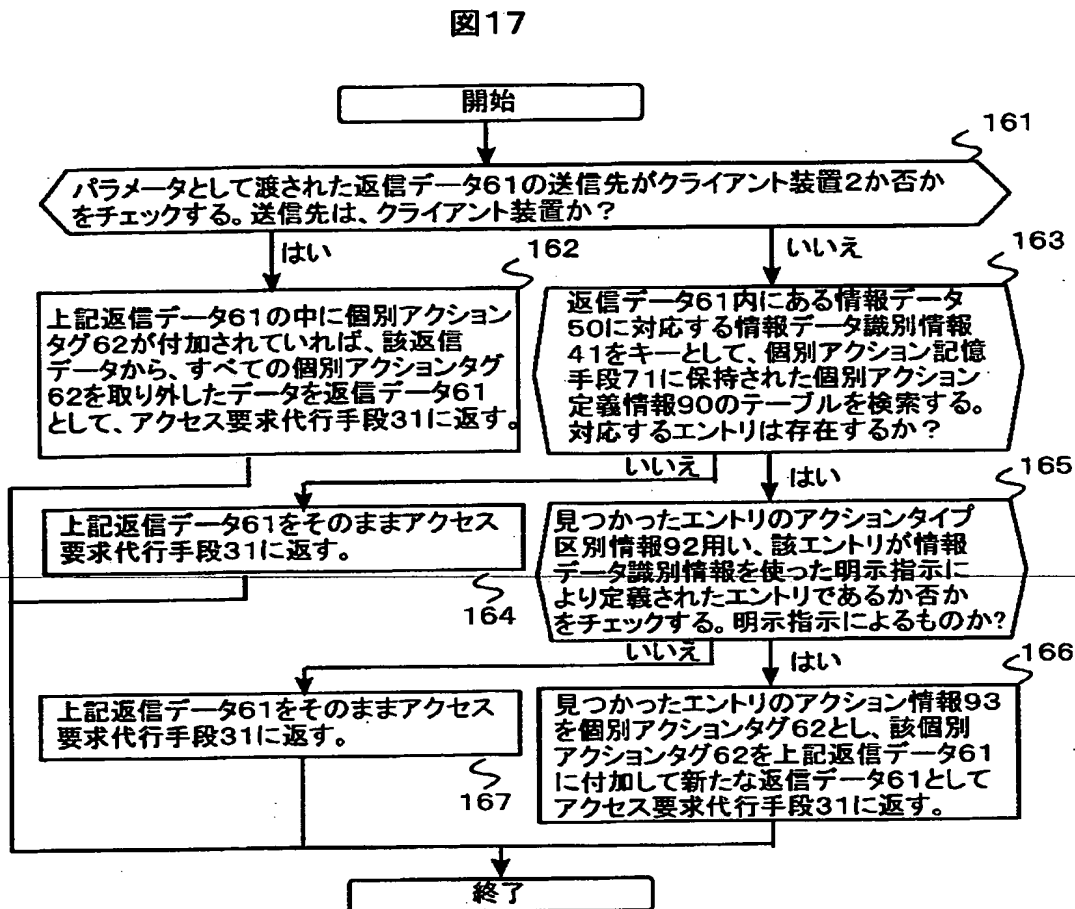 図17
開始
161
パラメータとして渡された返信データ61の送信先がクライアント装置2か否か
をチェックする。送信先は、クライアント装置か?
はい
162
いいえ
163
上記返信データ61の中に個別アクション
タグ62が付加されていれば、該返信
データから、すべての個別アクションタグ
62を取り外したデータを返信データ61
として、アクセス要求代行手段31に返す。
返信データ61内にある情報データ
50に対応する情報データ識別情報
41をキーとして、個別アクション記憶
手段71に保持された個別アクション
定義情報90のテーブルを検索する。
対応するエントリは存在するか?
いいえ
はい
165
上記返信データ61をそのままアクセス
要求代行手段31に返す。
164
見つかったエントリのアクションタイプ
区別情報92用い、該エントリが情報
データ識別情報を使った明示指示に
より定義されたエントリであるか否か
をチェックする。明示指示によるものか?
いいえ
はい
166
上記返信データ61をそのままアクセス
要求代行手段31に返す。
167
見つかったエントリのアクション情報93
を個別アクションタグ62とし、該個別
アクションタグ62を上記返信データ61
に付加して新たな返信データ61として
アクセス要求代行手段31に返す。
終了